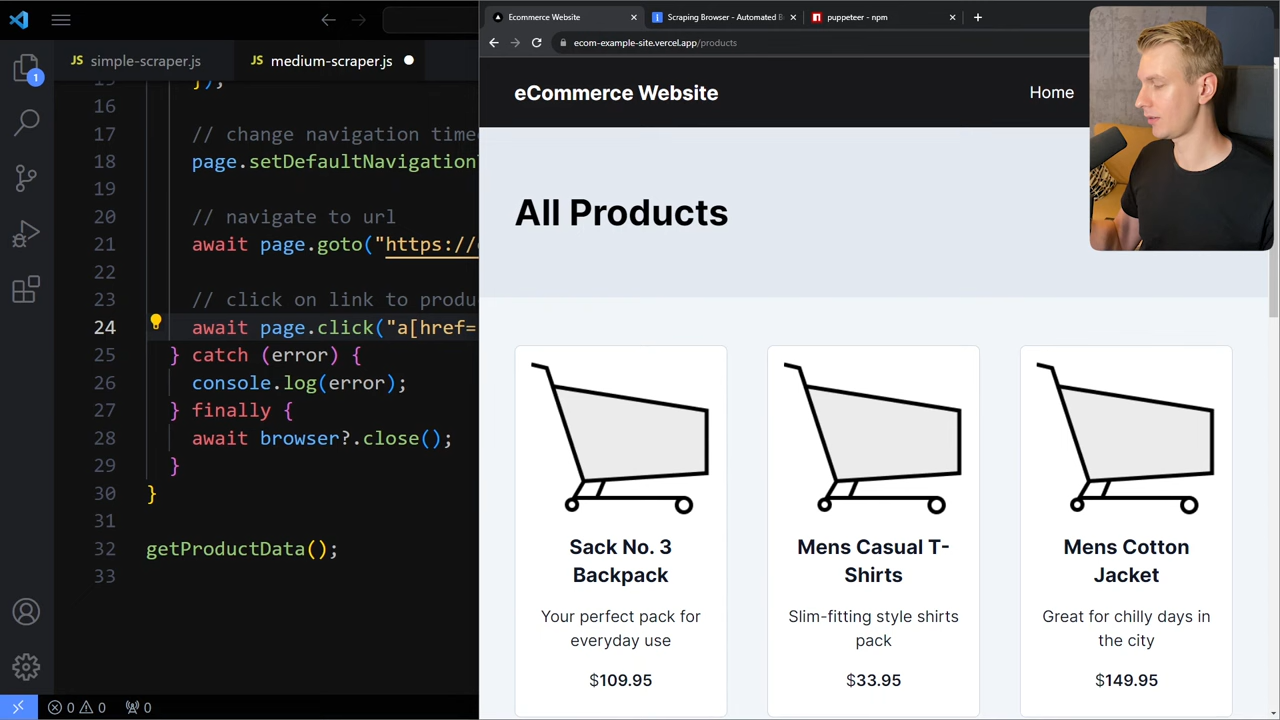 JS simple-scraper.js
JS medium-scraper.js
1
16
17 // change navigation time
18 page.setDefaultNavigation
19
20 // navigate to url
21 await page.goto("https://
22
23 // click on link to produ
24 await page.click("a[href=
25 } catch (error) {
26 console.log(error);
27 } finally {
28 await browser?.close();
29 }
30 }
31
32 getProductData();
33
0 0 0
Ecommerce Website
Scraping Browser - Automated B
puppeteer - npm
ecom-example-site.vercel.app/products
eCommerce Website
Home
All Products
Sack No. 3
Backpack
Your perfect pack for
everyday use
$109.95
Mens Casual T-
Shirts
Slim-fitting style shirts
pack
$33.95
Mens Cotton
Jacket
Great for chilly days in
the city
$149.95